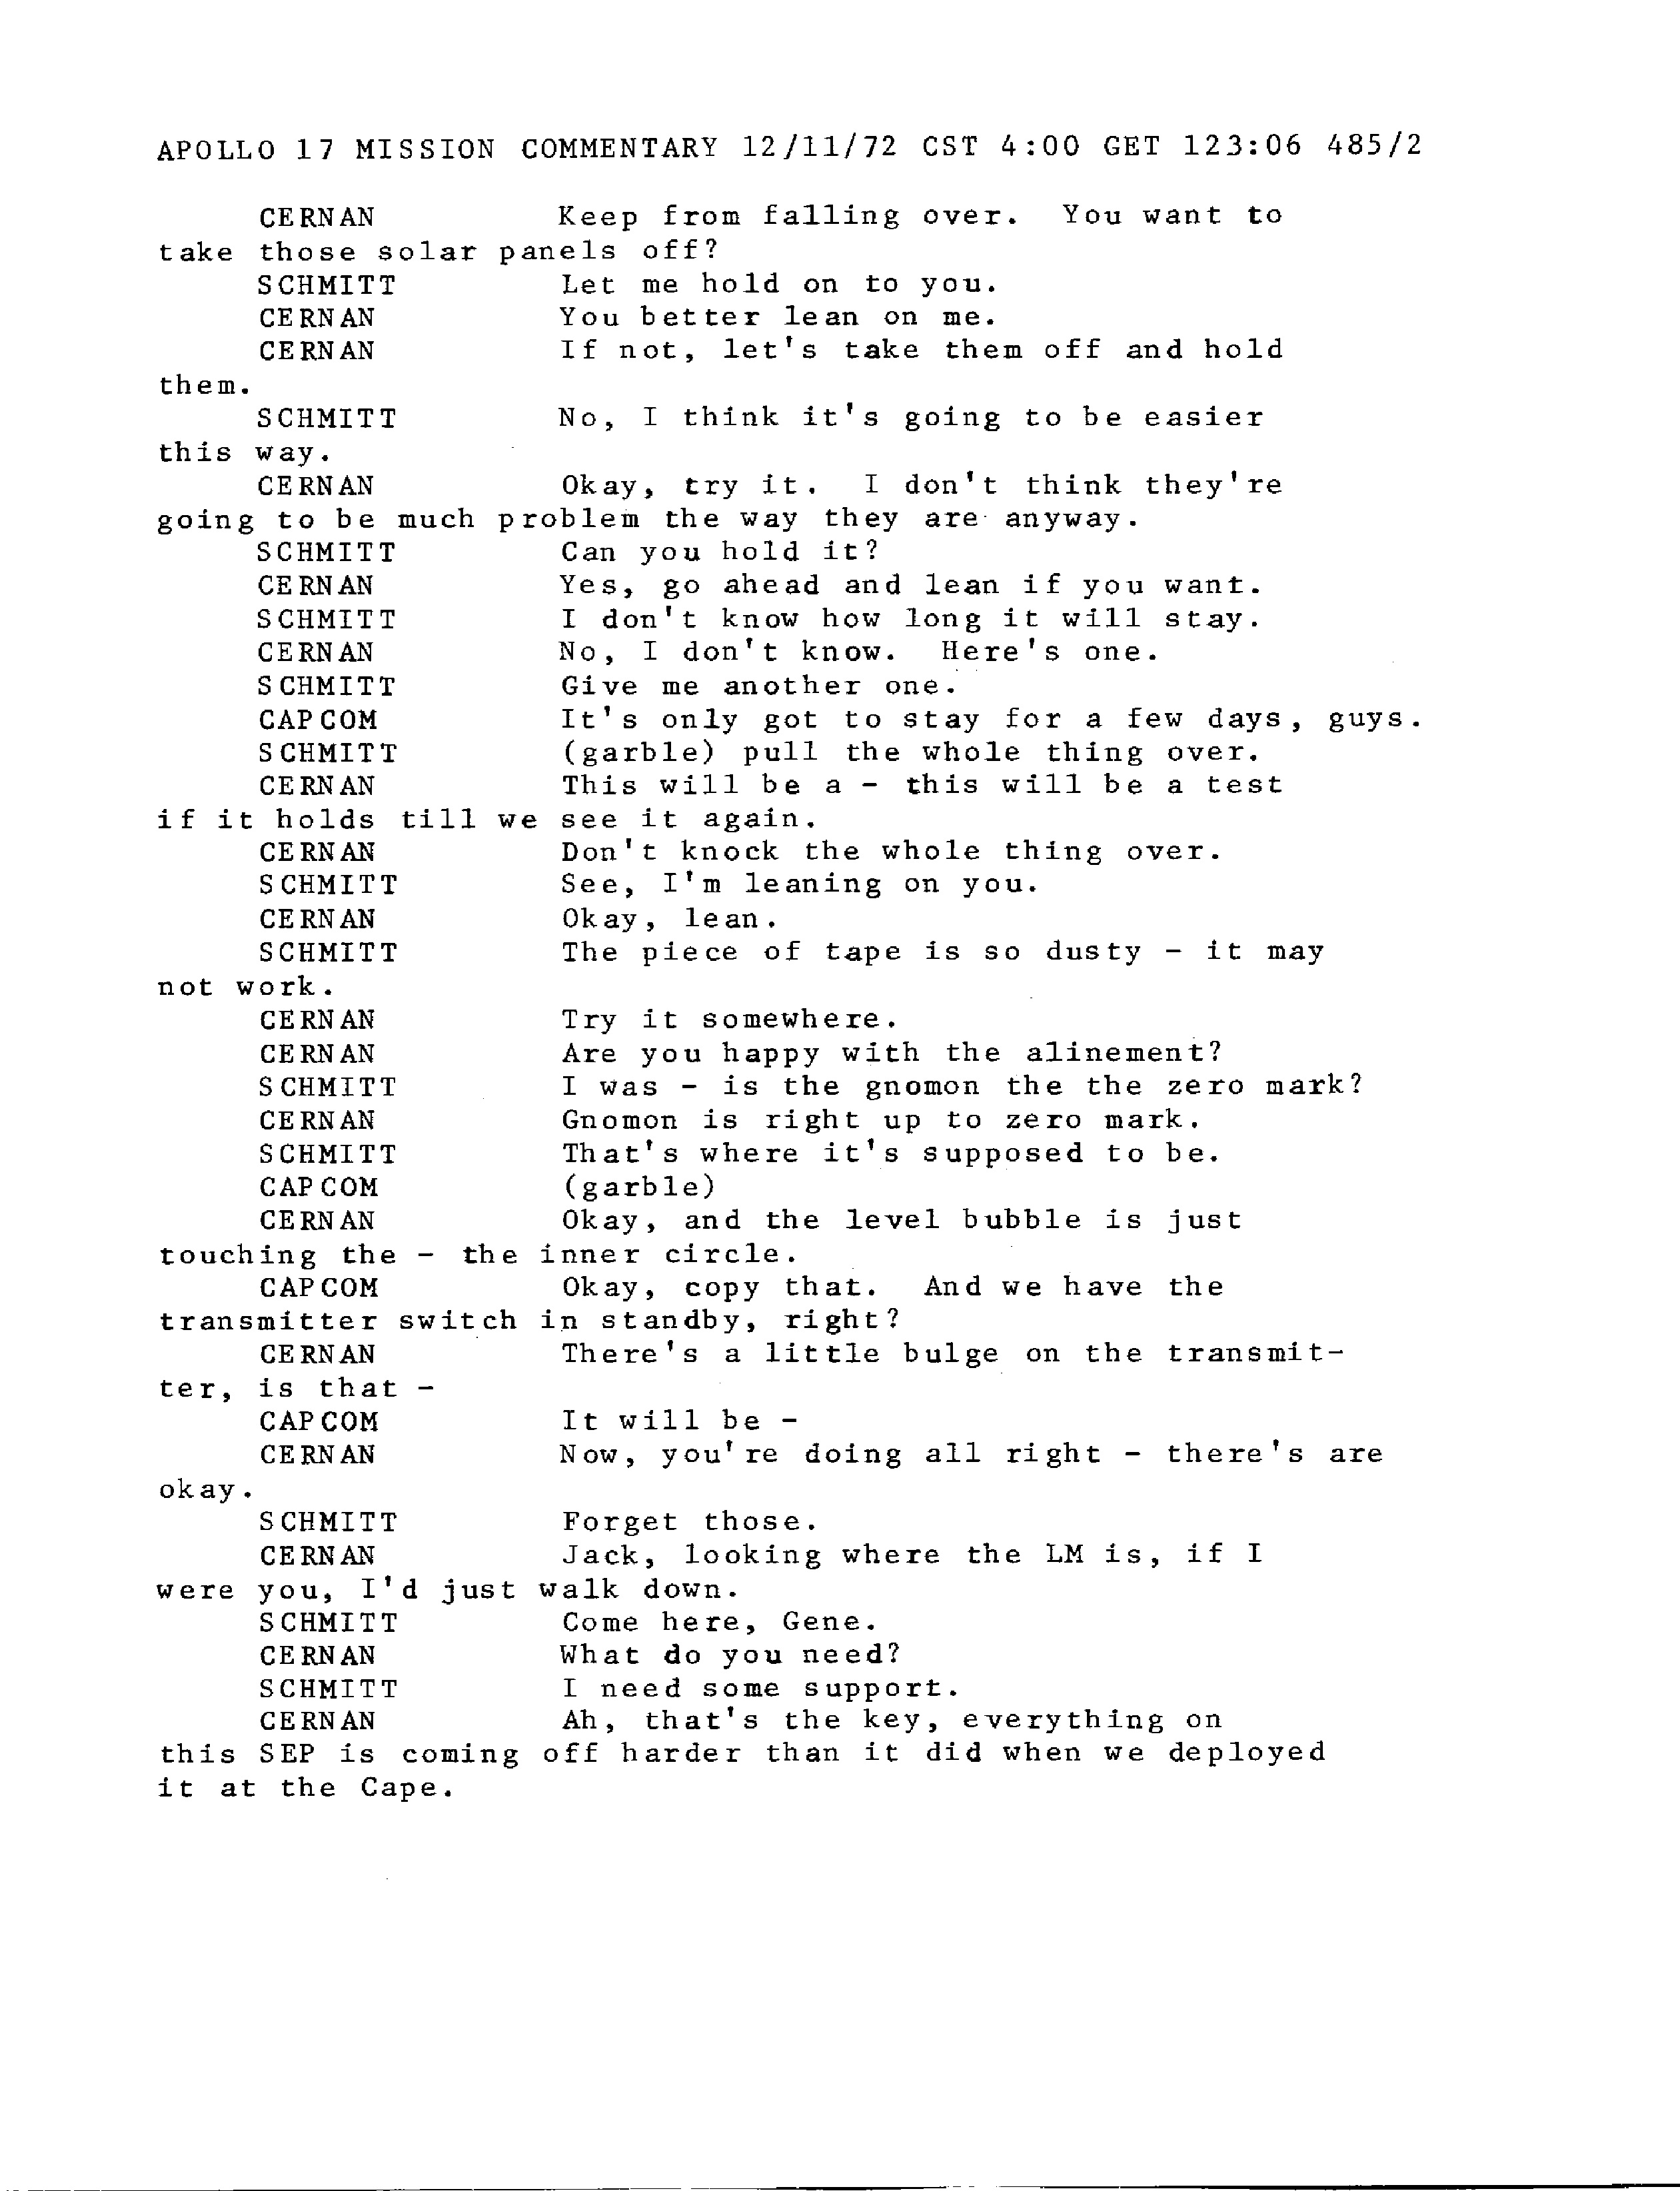 APOLLO 17 MISSION COMMENTARY 12/11/72 CST 4:00 GET 123:06 485/2
CERNAN Keep from falling over. You want to
take those solar panels off?
SCHMITT Let me hold on to you.
CERNAN You better lean on me.
CERNAN If not, let's take them off and hold
them.
SCHMITT No, I think it's going to be easier
this way.
CERNAN Okay, try it. I don't think they're
going to be much problem the way they are anyway.
SCHMITT Can you hold it?
CERNAN Yes, go ahead and lean if you want.
SCHMITT I don't know how long it will stay.
CERNAN No, I don't know. Here's one.
SCHMITT Give me another one.
CAPCOM It's only got to stay for a few days, guys.
SCHMITT (garble) pull the whole thing over.
CERNAN This will be a - this will be a test
if it holds till we see it again.
CERNAN Don't knock the whole thing over.
SCHMITT See, I'm leaning on you.
CERNAN Okay, lean.
SCHMITT The piece of tape is so dusty - it may
not work.
CERNAN Try it somewhere.
CERNAN Are you happy with the alinement?
SCHMITT I was - is the gnomon the the zero mark?
CERNAN Gnomon is right up to zero mark.
SCHMITT That's where it's supposed to be.
CAPCOM (garble)
CERNAN Okay, and the level bubble is just
touching the - the inner circle.
CAPCOM Okay, copy that. And we have the
transmitter switch in standby, right?
CERNAN There's a little bulge on the transmit-
ter, is that -
CAPCOM It will be -
CERNAN Now, you're doing all right - there's are
okay.
SCHMITT Forget those.
CERNAN Jack, looking where the LM is, if I
were you, I'd just walk down.
SCHMITT Come here, Gene.
CERNAN What do you need?
SCHMITT I need some support.
CERNAN Ah, that's the key, everything on
this SEP is coming off harder than it did when we deployed
it at the Cape.